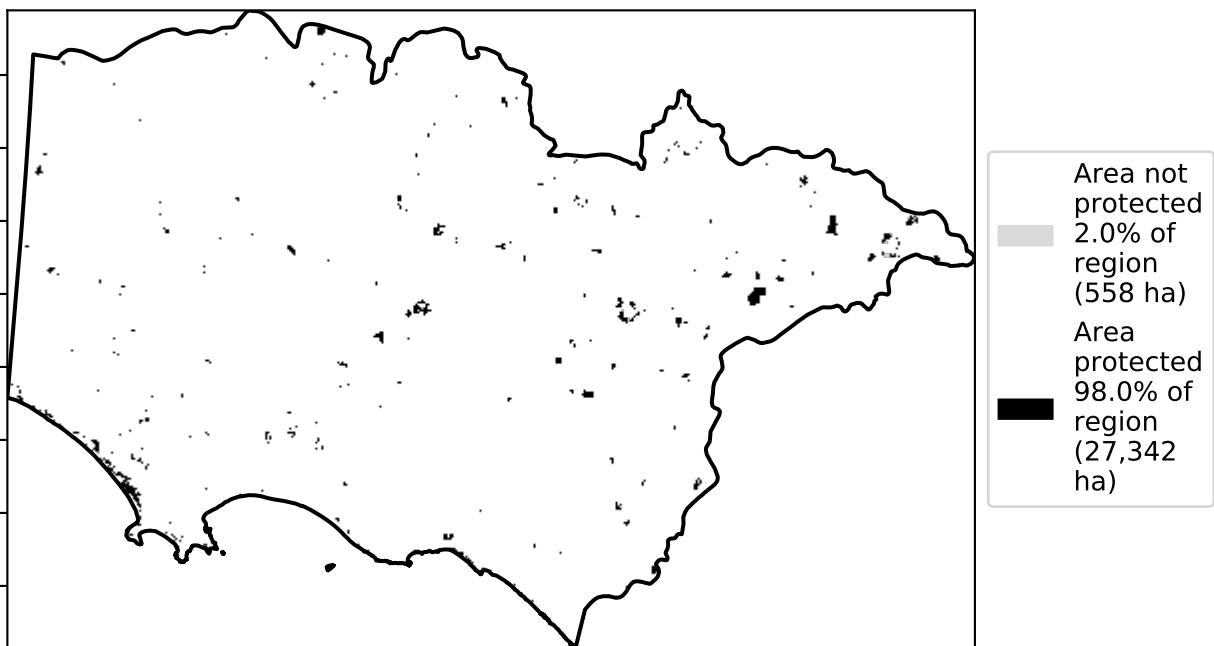 Area not
protected
2.0% of
region
(558 ha)
Area
protected
98.0% of
region
(27,342
ha)